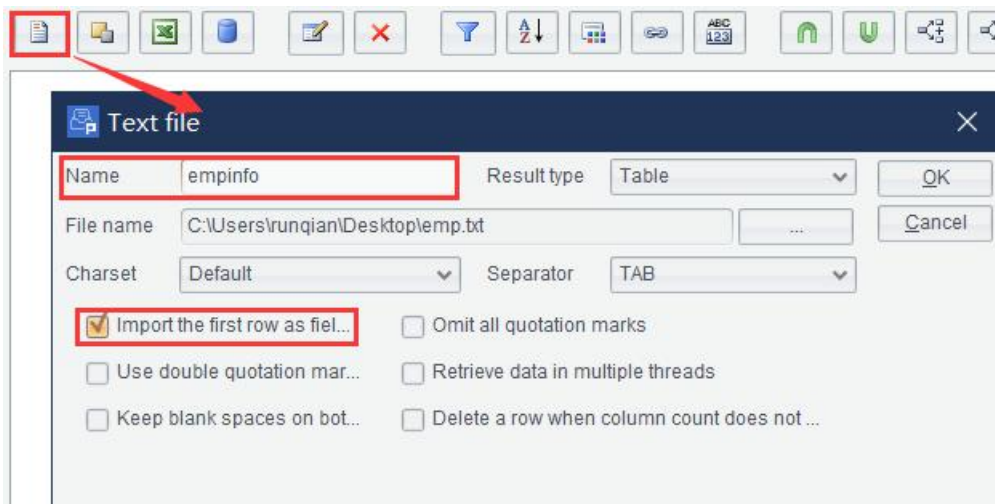 A
Z
ABC
123
Text file
Name empinfo Result type Table OK
File name C:\Users\runqian\Desktop\emp.txt ... Cancel
Charset Default Separator TAB
Import the first row as fiel... Omit all quotation marks
Use double quotation mar... Retrieve data in multiple threads
Keep blank spaces on bot... Delete a row when column count does not ...